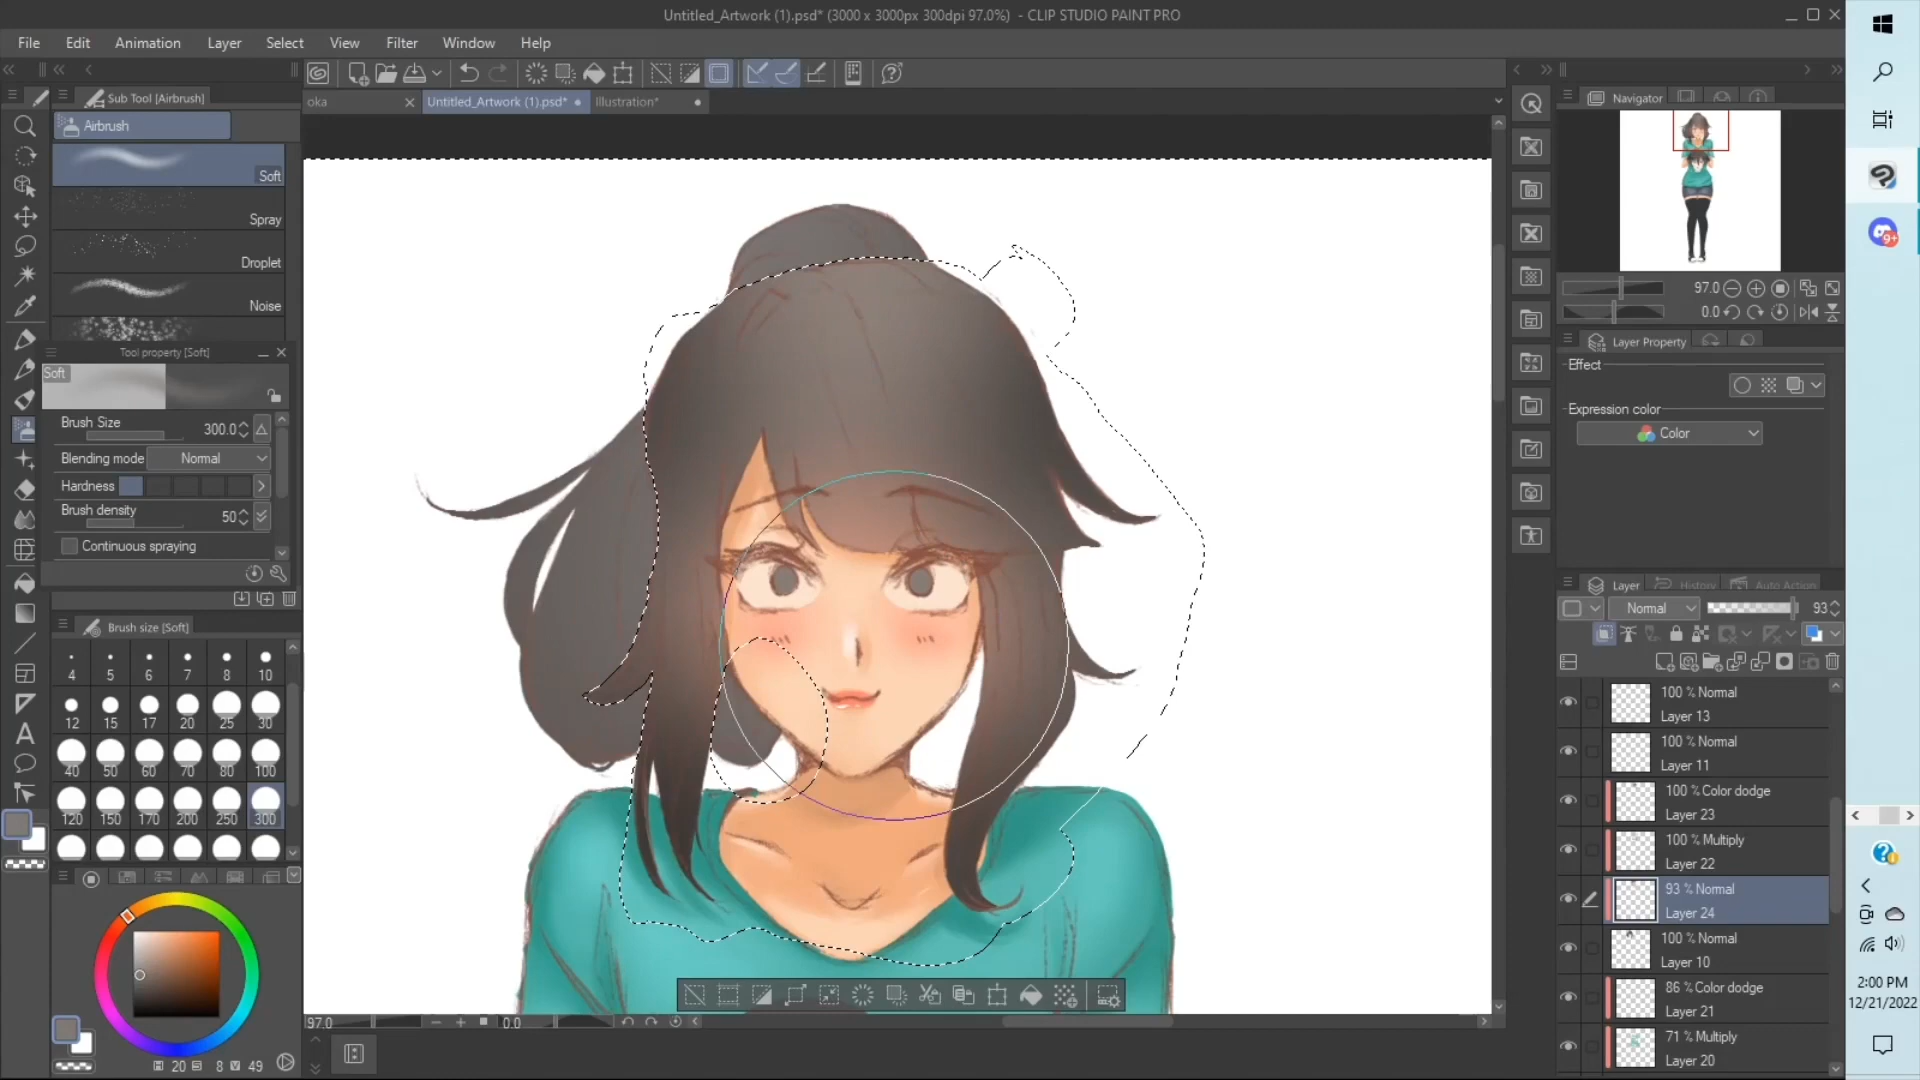 Untitled_Artwork (1).psd* (3000 x 3000px 300dpi 97.0%) - CLIP STUDIO PAINT PRO
File Edit Animation Layer Select View Filter Window Help
Sub Tool [Airbrush]
oka
Untitled_Artwork (1).psd*
Illustration*
Navigator
Airbrush
Soft
Spray
Droplet
Noise
97.0
0.0
Tool property [Soft]
Soft
Brush Size 300.0
Blending mode Normal
Hardness
Brush density 50
Continuous spraying
Layer Property
Effect
Expression color
Color
Brush size [Soft]
4 5 6 7 8 10
12 15 17 20 25 30
40 50 60 70 80 100
120 150 170 200 250 300
20 8 49
97.0 0.0
Layer History Auto Action
Normal 93
100 % Normal
Layer 13
100 % Normal
Layer 11
100 % Color dodge
Layer 23
100 % Multiply
Layer 22
93 % Normal
Layer 24
100 % Normal
Layer 10
86 % Color dodge
Layer 21
71 % Multiply
Layer 20
9+
2:00 PM
12/21/2022